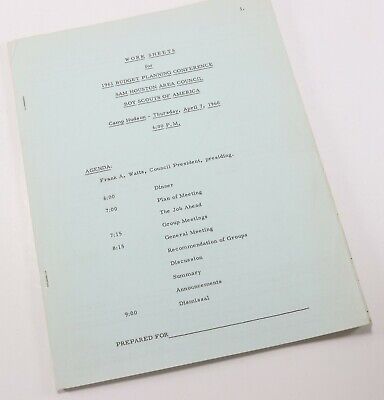 1.
WORK SHEETS
for
1961 BUDGET PLANNING CONFERENCE
SAM HOUSTON AREA COUNCIL
BOY SCOUTS OF AMERICA
Camp Hudson - Thursday, April 7, 1960
6:00 P.M.
AGENDA:
Frank A. Watts, Council President, presiding.
6:00 Dinner
7:00 Plan of Meeting
The Job Ahead
7:15 Group Meetings
8:15 General Meeting
Recommendation of Groups
Discussion
Summary
Announcements
9:00 Dismissal
PREPARED FOR